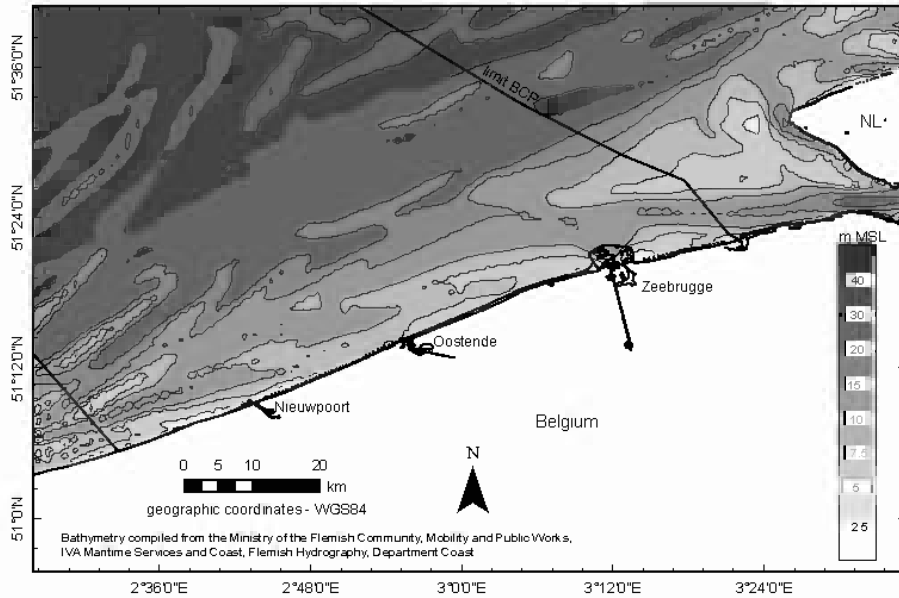 51°36'0"N
limit BCP
NL
51°24'0"N
m MSL
40
30
20
15
10
7.5
5
25
Zeebrugge
Oostende
51°12'0"N
Nieuwpoort
Belgium
N
0 5 10 20
km
geographic coordinates - WGS84
51°0'N
Bathymetry compiled from the Ministry of the Flemish Community, Mobility and Public Works,
IVA Maritime Services and Coast, Flemish Hydrography, Department Coast
2°36'0"E 2°48'0"E 3°0'0"E 3°12'0"E 3°24'0"E